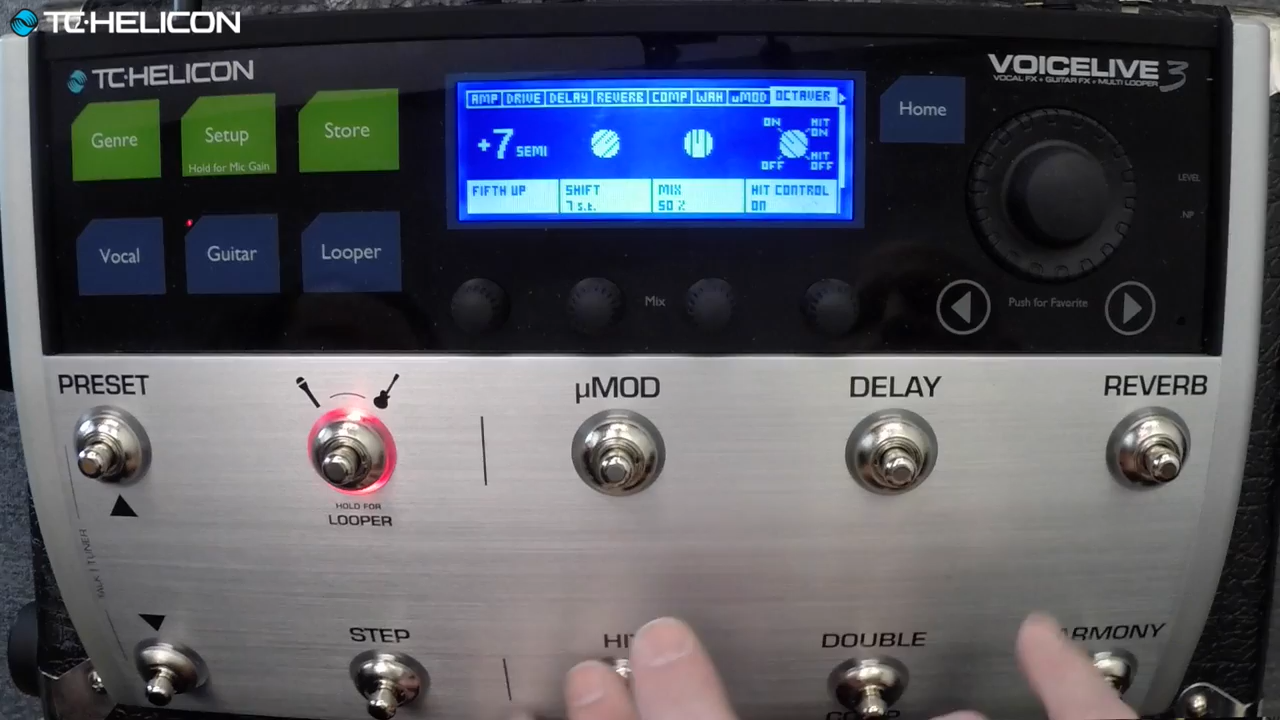 TC•HELICON
TC•HELICON
VOICELIVE 3
VOCAL FX • GUITAR FX • MULTI LOOPER
Genre
Setup
Hold for Mic Gain
Store
Home
Vocal
Guitar
Looper
AMP DRIVE DELAY REVERB COMP WAH µMOD OCTAVER
+7 SEMI
ON
HIT ON
OFF
HIT OFF
FIFTH UP
SHIFT
7 s.t.
MIX
50 %
HIT CONTROL
ON
Mix
LEVEL
Push for Favorite
PRESET
µMOD
DELAY
REVERB
HOLD FOR
LOOPER
TALK | TUNER
STEP
DOUBLE